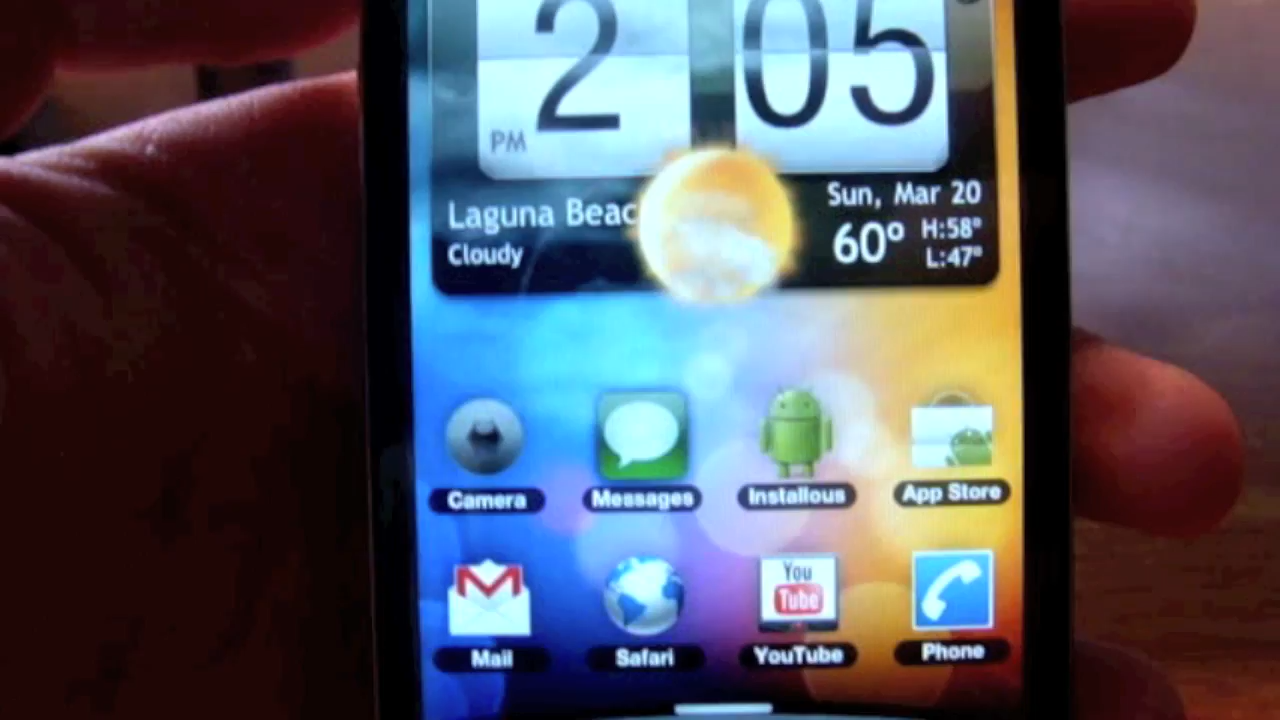 2 05
PM
Laguna Beac
Cloudy
Sun, Mar 20
60° H:58°
L:47°
Camera Messages Installous App Store
You
Tube
Mail Safari YouTube Phone